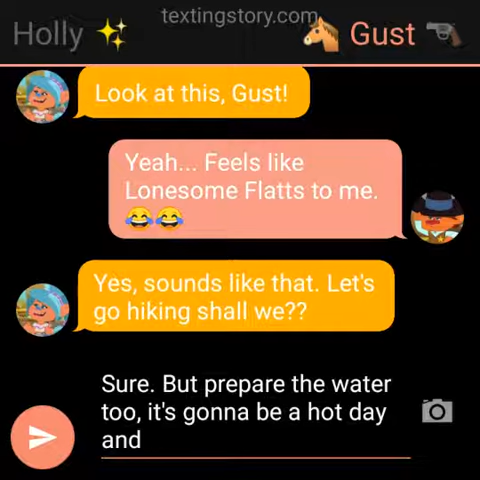 textingstory.com
Holly ✨
🐴 Gust 🔫
Look at this, Gust!
Yeah... Feels like
Lonesome Flatts to me.
😂😂
Yes, sounds like that. Let's
go hiking shall we??
Sure. But prepare the water
too, it's gonna be a hot day
and